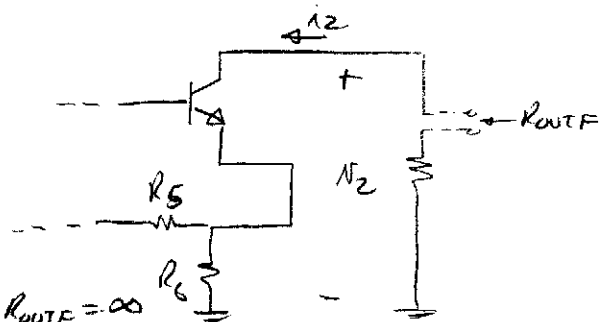 i2
+
ROUTF
R5
N2
R6
ROUTF = ∞
-